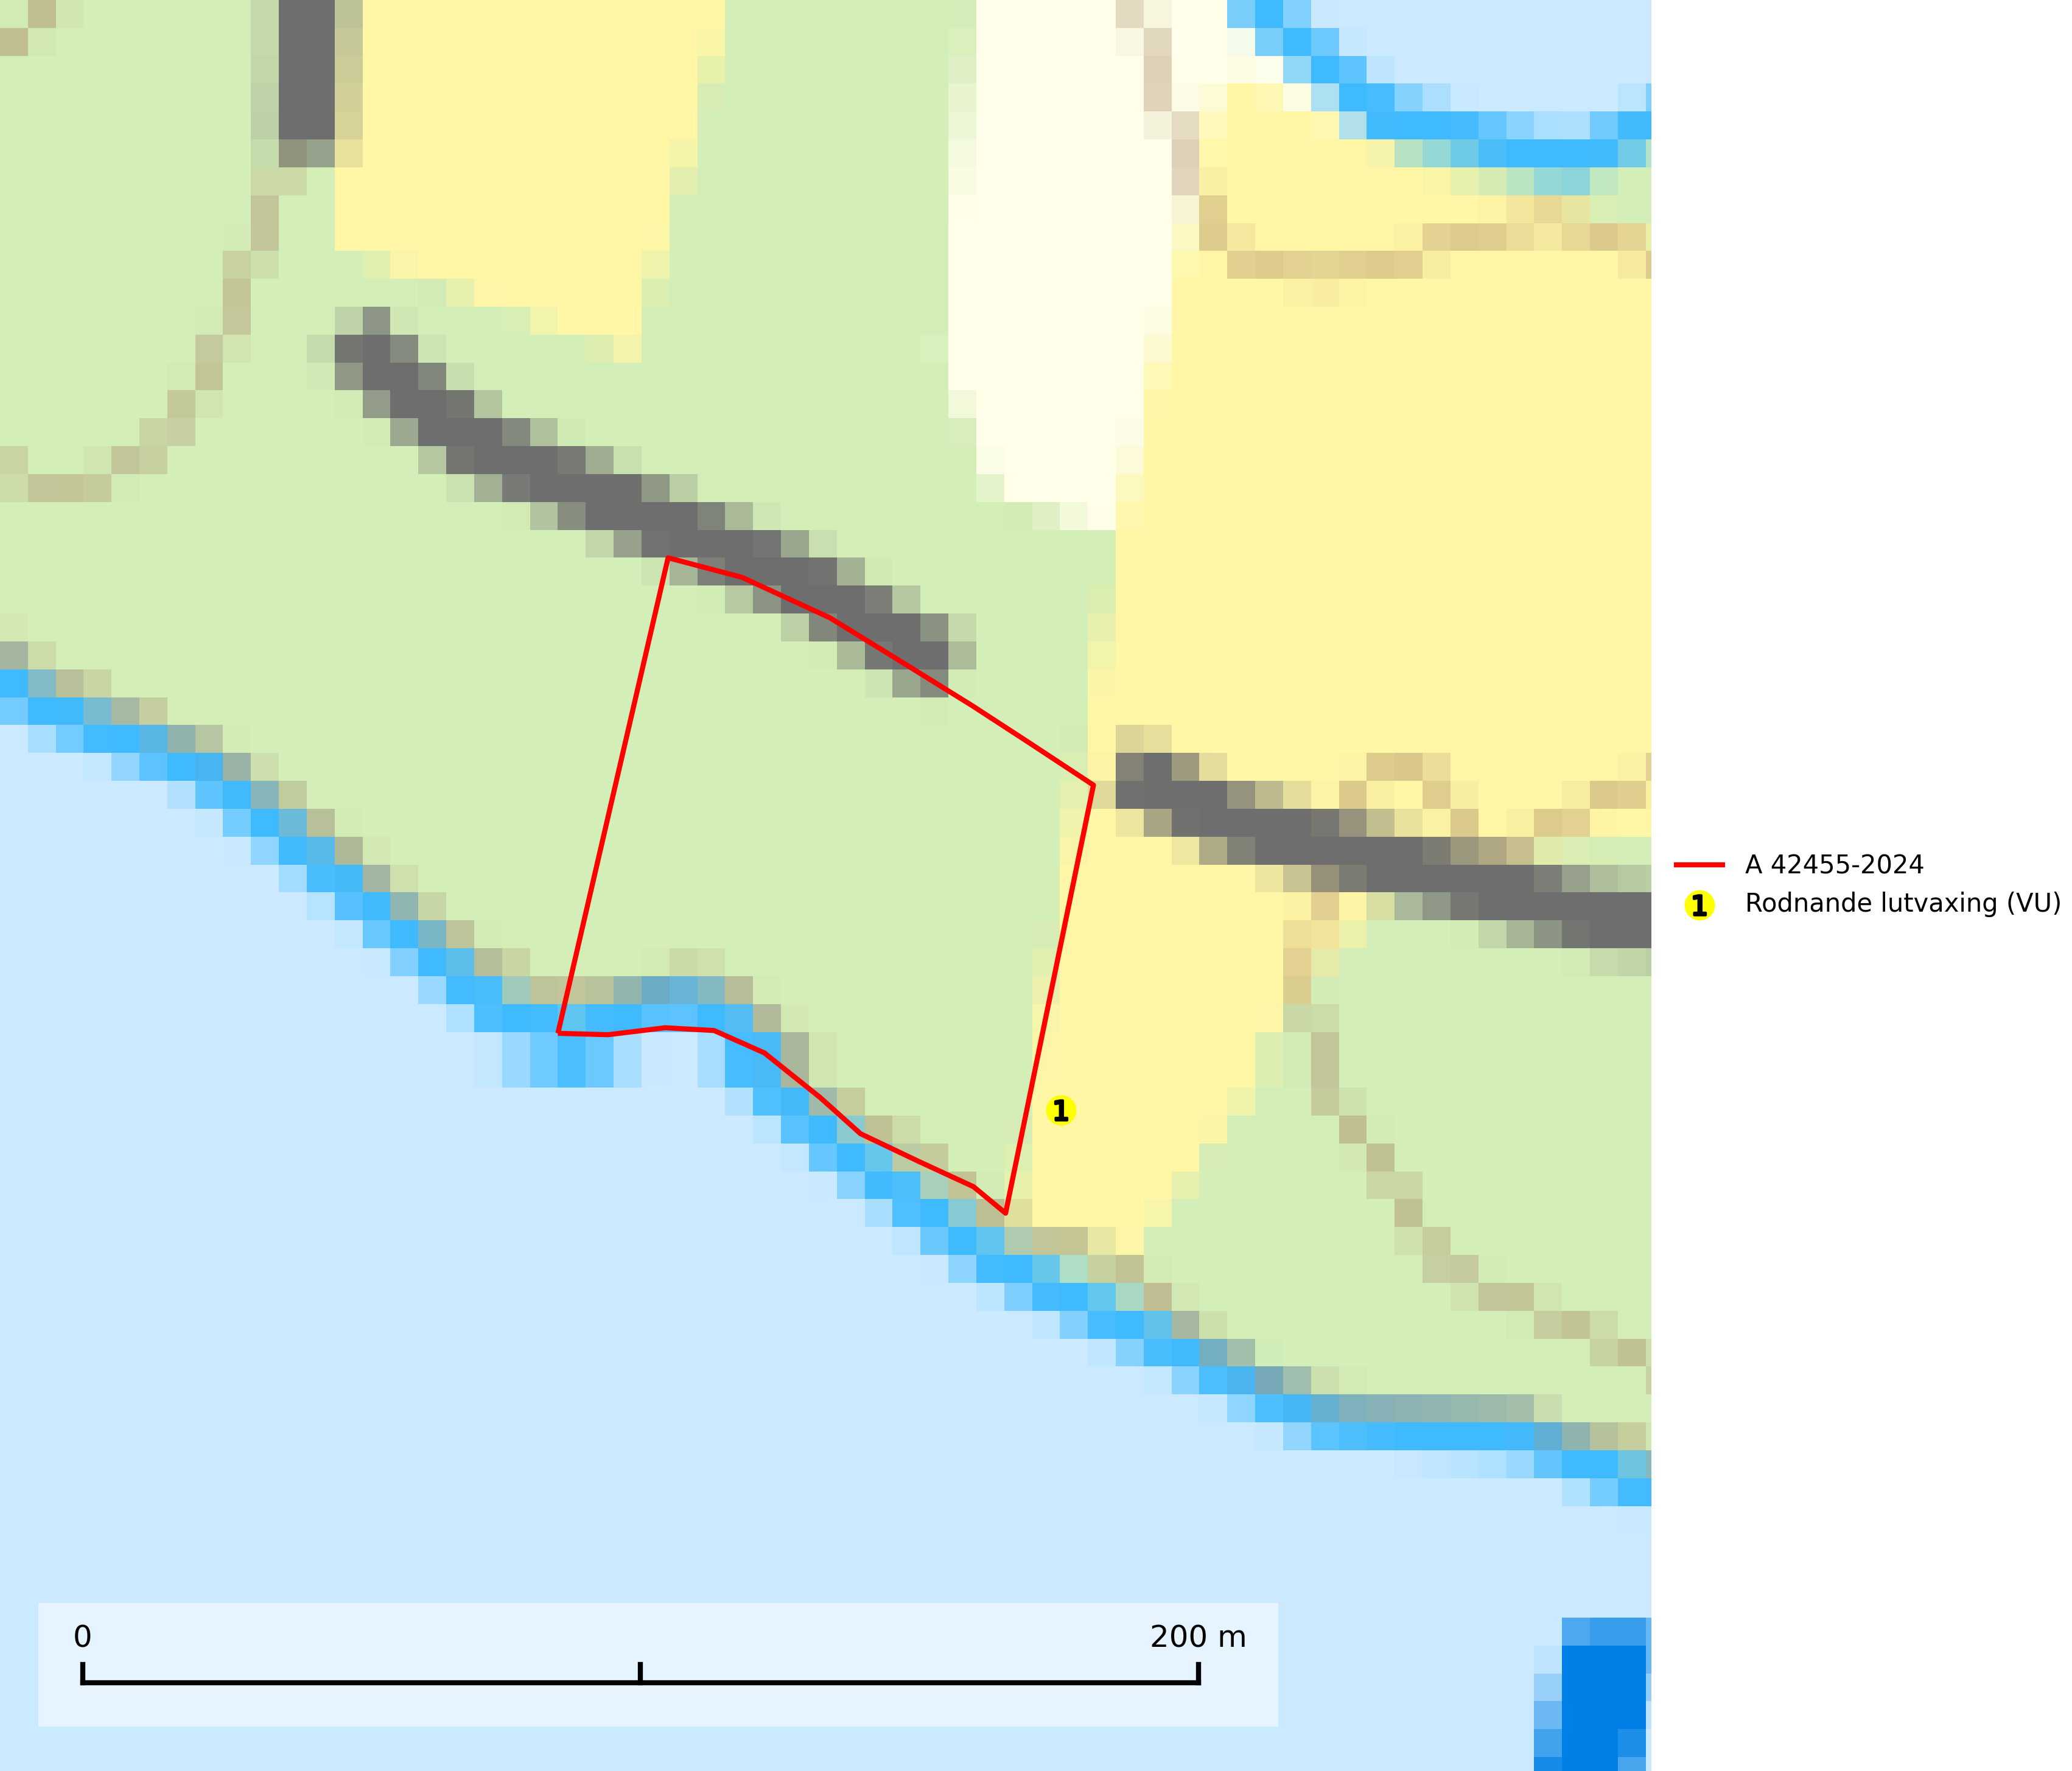 A 42455-2024
1 Rodnande lutvaxing (VU)
1
0 200 m